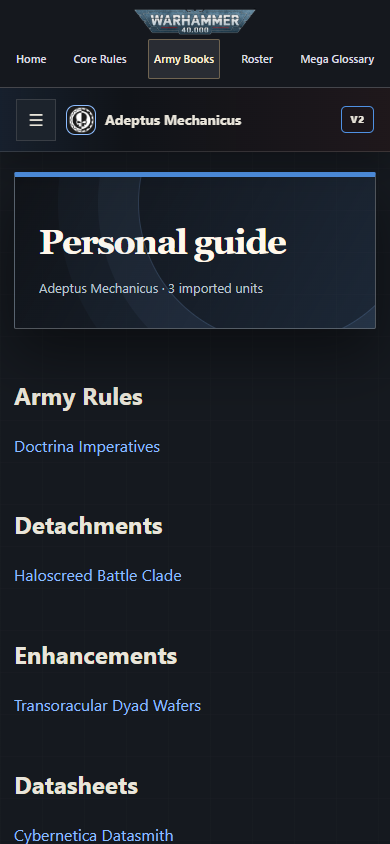 WARHAMMER
40,000
Home Core Rules Army Books Roster Mega Glossary
☰ Adeptus Mechanicus V2
Personal guide
Adeptus Mechanicus · 3 imported units
Army Rules
Doctrina Imperatives
Detachments
Haloscreed Battle Clade
Enhancements
Transoracular Dyad Wafers
Datasheets
Cybernetica Datasmith